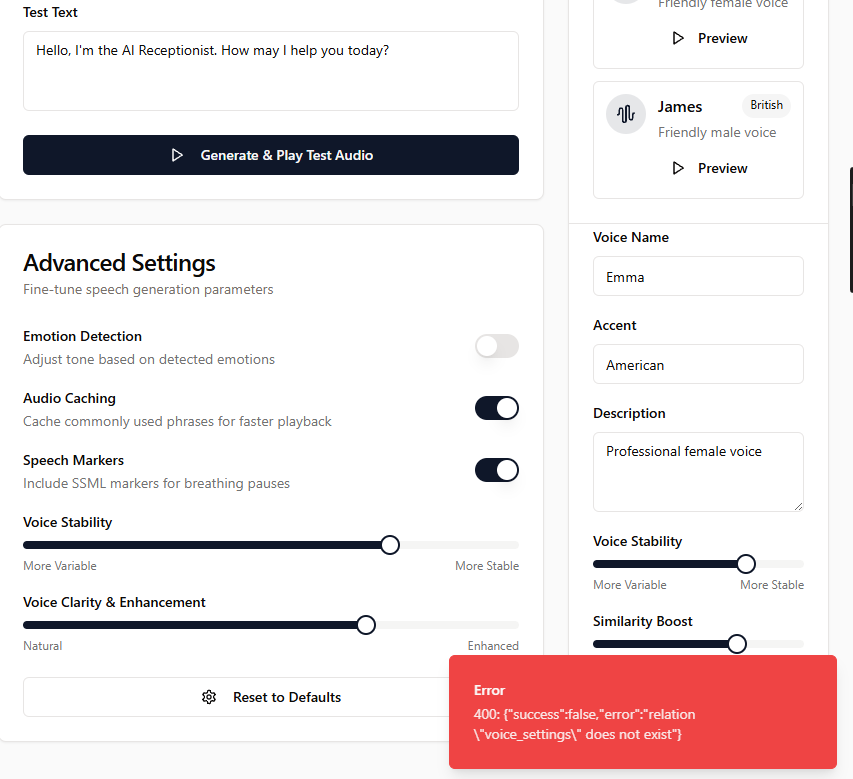 Test Text
Hello, I'm the AI Receptionist. How may I help you today?
Generate & Play Test Audio
Advanced Settings
Fine-tune speech generation parameters
Emotion Detection
Adjust tone based on detected emotions
Audio Caching
Cache commonly used phrases for faster playback
Speech Markers
Include SSML markers for breathing pauses
Voice Stability
More Variable
More Stable
Voice Clarity & Enhancement
Natural
Enhanced
Reset to Defaults
Friendly female voice
Preview
James
British
Friendly male voice
Preview
Voice Name
Emma
Accent
American
Description
Professional female voice
Voice Stability
More Variable
More Stable
Similarity Boost
Error
400: {"success":false,"error":"relation
\"voice_settings\" does not exist"}